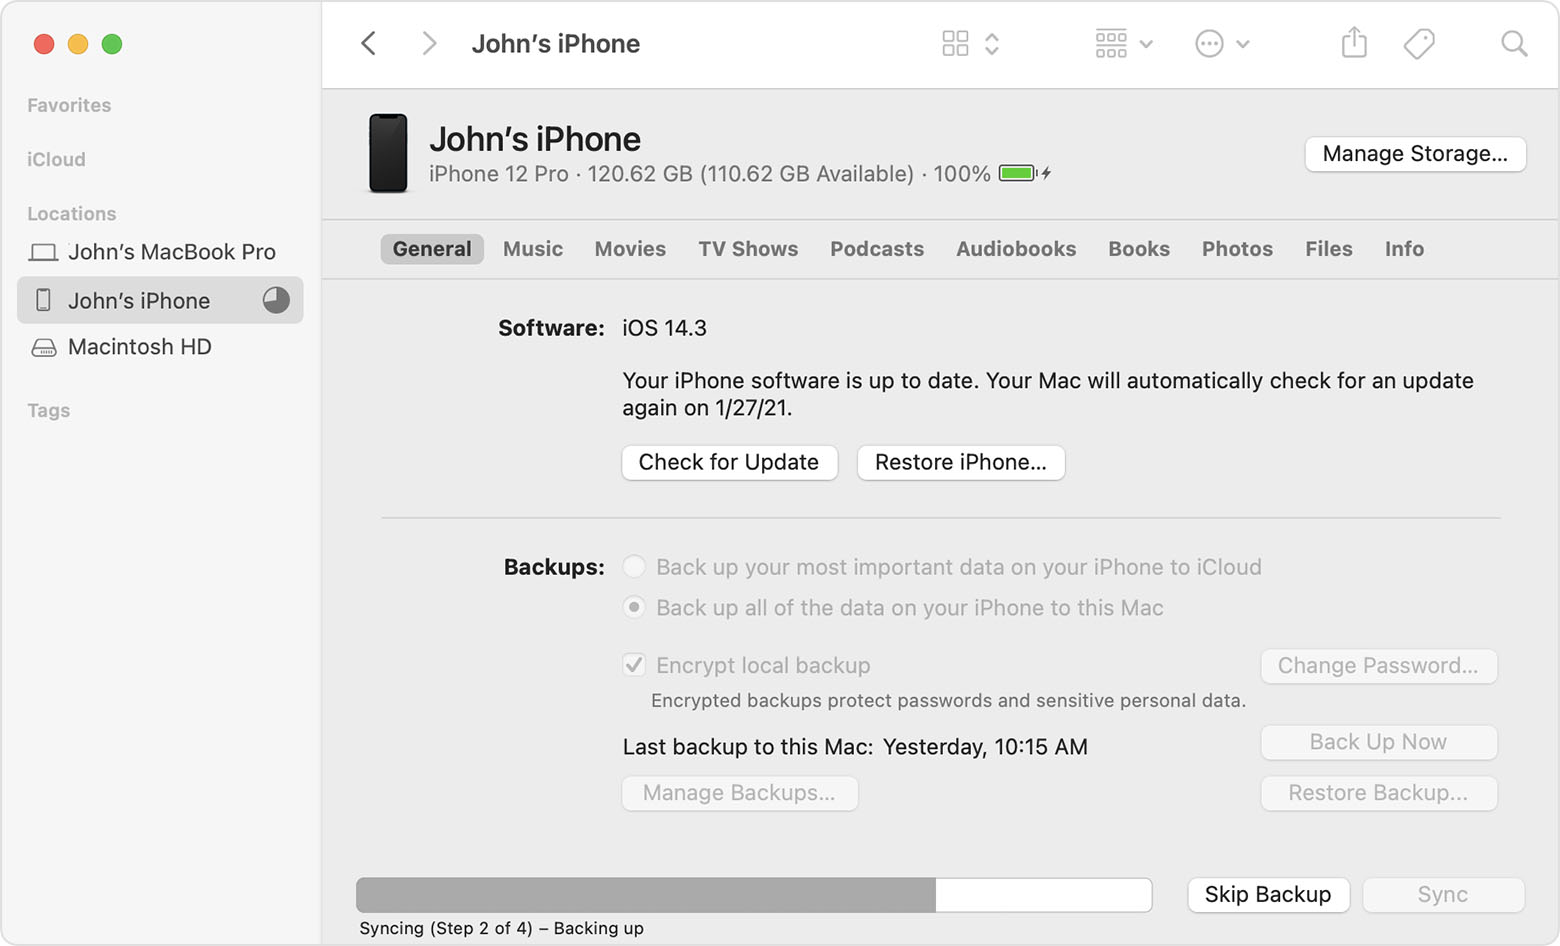 John’s iPhone
Favorites
iCloud
Locations
John’s MacBook Pro
John’s iPhone
Macintosh HD
Tags
John’s iPhone
iPhone 12 Pro · 120.62 GB (110.62 GB Available) · 100%
Manage Storage...
General Music Movies TV Shows Podcasts Audiobooks Books Photos Files Info
Software: iOS 14.3
Your iPhone software is up to date. Your Mac will automatically check for an update
again on 1/27/21.
Check for Update Restore iPhone...
Backups: Back up your most important data on your iPhone to iCloud
Back up all of the data on your iPhone to this Mac
Encrypt local backup Change Password...
Encrypted backups protect passwords and sensitive personal data.
Last backup to this Mac: Yesterday, 10:15 AM Back Up Now
Manage Backups... Restore Backup...
Skip Backup Sync
Syncing (Step 2 of 4) – Backing up